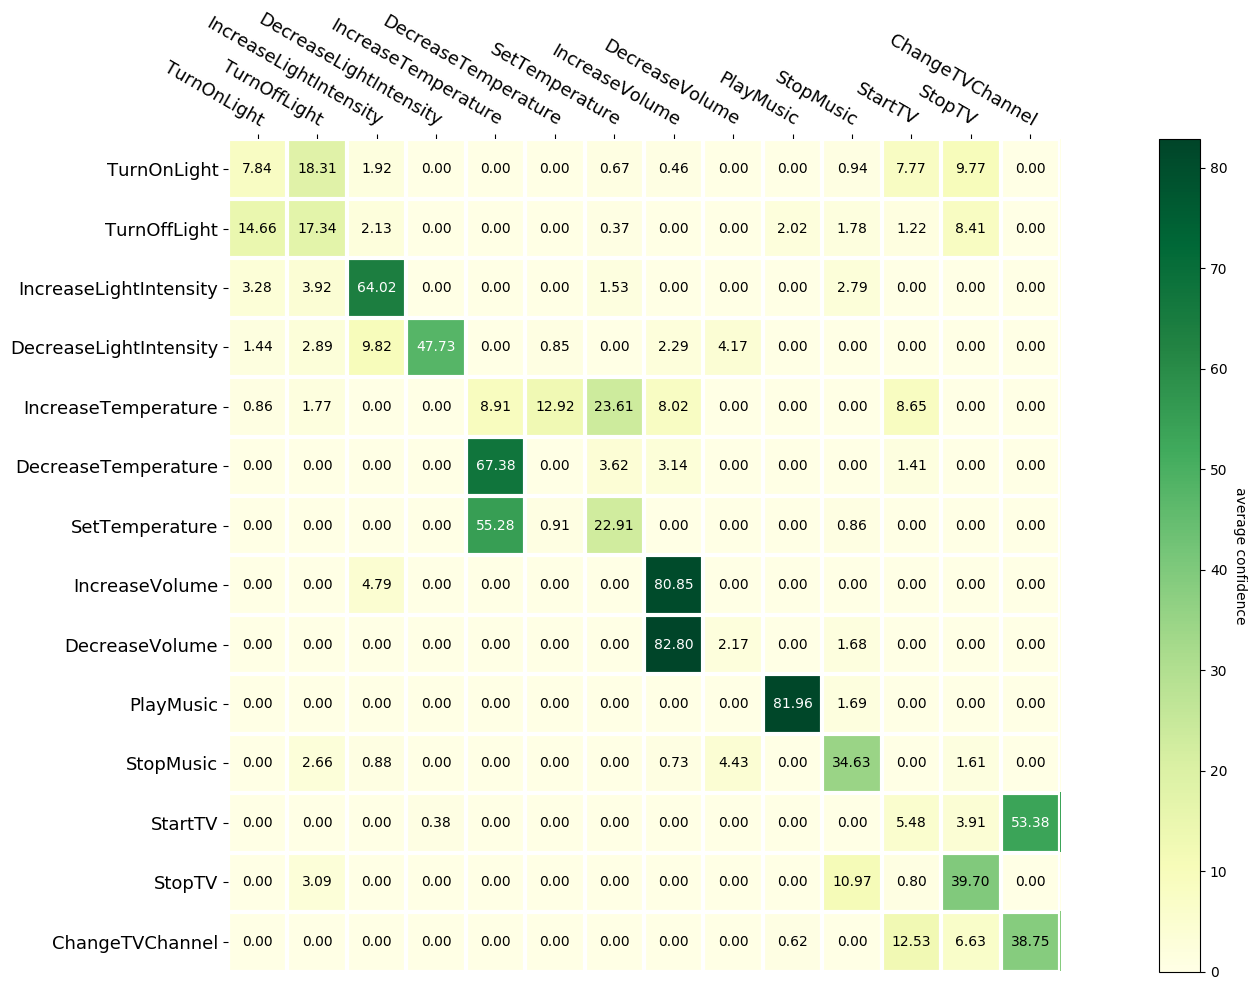 TurnOnLight
TurnOffLight
IncreaseLightIntensity
DecreaseLightIntensity
IncreaseTemperature
DecreaseTemperature
SetTemperature
IncreaseVolume
DecreaseVolume
PlayMusic
StopMusic
StartTV
StopTV
ChangeTVChannel
TurnOnLight 7.84 18.31 1.92 0.00 0.00 0.00 0.67 0.46 0.00 0.00 0.94 7.77 9.77 0.00
TurnOffLight 14.66 17.34 2.13 0.00 0.00 0.00 0.37 0.00 0.00 2.02 1.78 1.22 8.41 0.00
IncreaseLightIntensity 3.28 3.92 64.02 0.00 0.00 0.00 1.53 0.00 0.00 0.00 2.79 0.00 0.00 0.00
DecreaseLightIntensity 1.44 2.89 9.82 47.73 0.00 0.85 0.00 2.29 4.17 0.00 0.00 0.00 0.00 0.00
IncreaseTemperature 0.86 1.77 0.00 0.00 8.91 12.92 23.61 8.02 0.00 0.00 0.00 8.65 0.00 0.00
DecreaseTemperature 0.00 0.00 0.00 0.00 67.38 0.00 3.62 3.14 0.00 0.00 0.00 1.41 0.00 0.00
SetTemperature 0.00 0.00 0.00 0.00 55.28 0.91 22.91 0.00 0.00 0.00 0.86 0.00 0.00 0.00
IncreaseVolume 0.00 0.00 4.79 0.00 0.00 0.00 0.00 80.85 0.00 0.00 0.00 0.00 0.00 0.00
DecreaseVolume 0.00 0.00 0.00 0.00 0.00 0.00 0.00 82.80 2.17 0.00 1.68 0.00 0.00 0.00
PlayMusic 0.00 0.00 0.00 0.00 0.00 0.00 0.00 0.00 0.00 81.96 1.69 0.00 0.00 0.00
StopMusic 0.00 2.66 0.88 0.00 0.00 0.00 0.00 0.73 4.43 0.00 34.63 0.00 1.61 0.00
StartTV 0.00 0.00 0.00 0.38 0.00 0.00 0.00 0.00 0.00 0.00 0.00 5.48 3.91 53.38
StopTV 0.00 3.09 0.00 0.00 0.00 0.00 0.00 0.00 0.00 0.00 10.97 0.80 39.70 0.00
ChangeTVChannel 0.00 0.00 0.00 0.00 0.00 0.00 0.00 0.00 0.00 0.62 0.00 12.53 6.63 38.75
80
70
60
50
40
30
20
10
0
average confidence